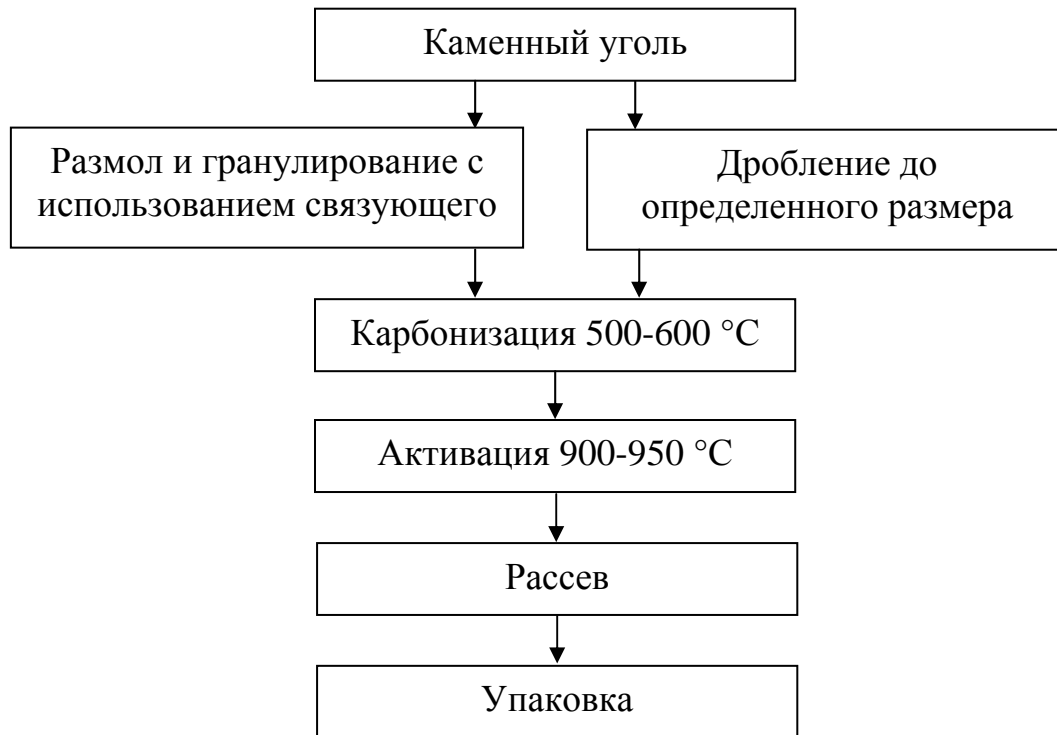 Каменный уголь
Размол и гранулирование с
использованием связующего
Дробление до
определенного размера
Карбонизация 500-600 °С
Активация 900-950 °С
Рассев
Упаковка